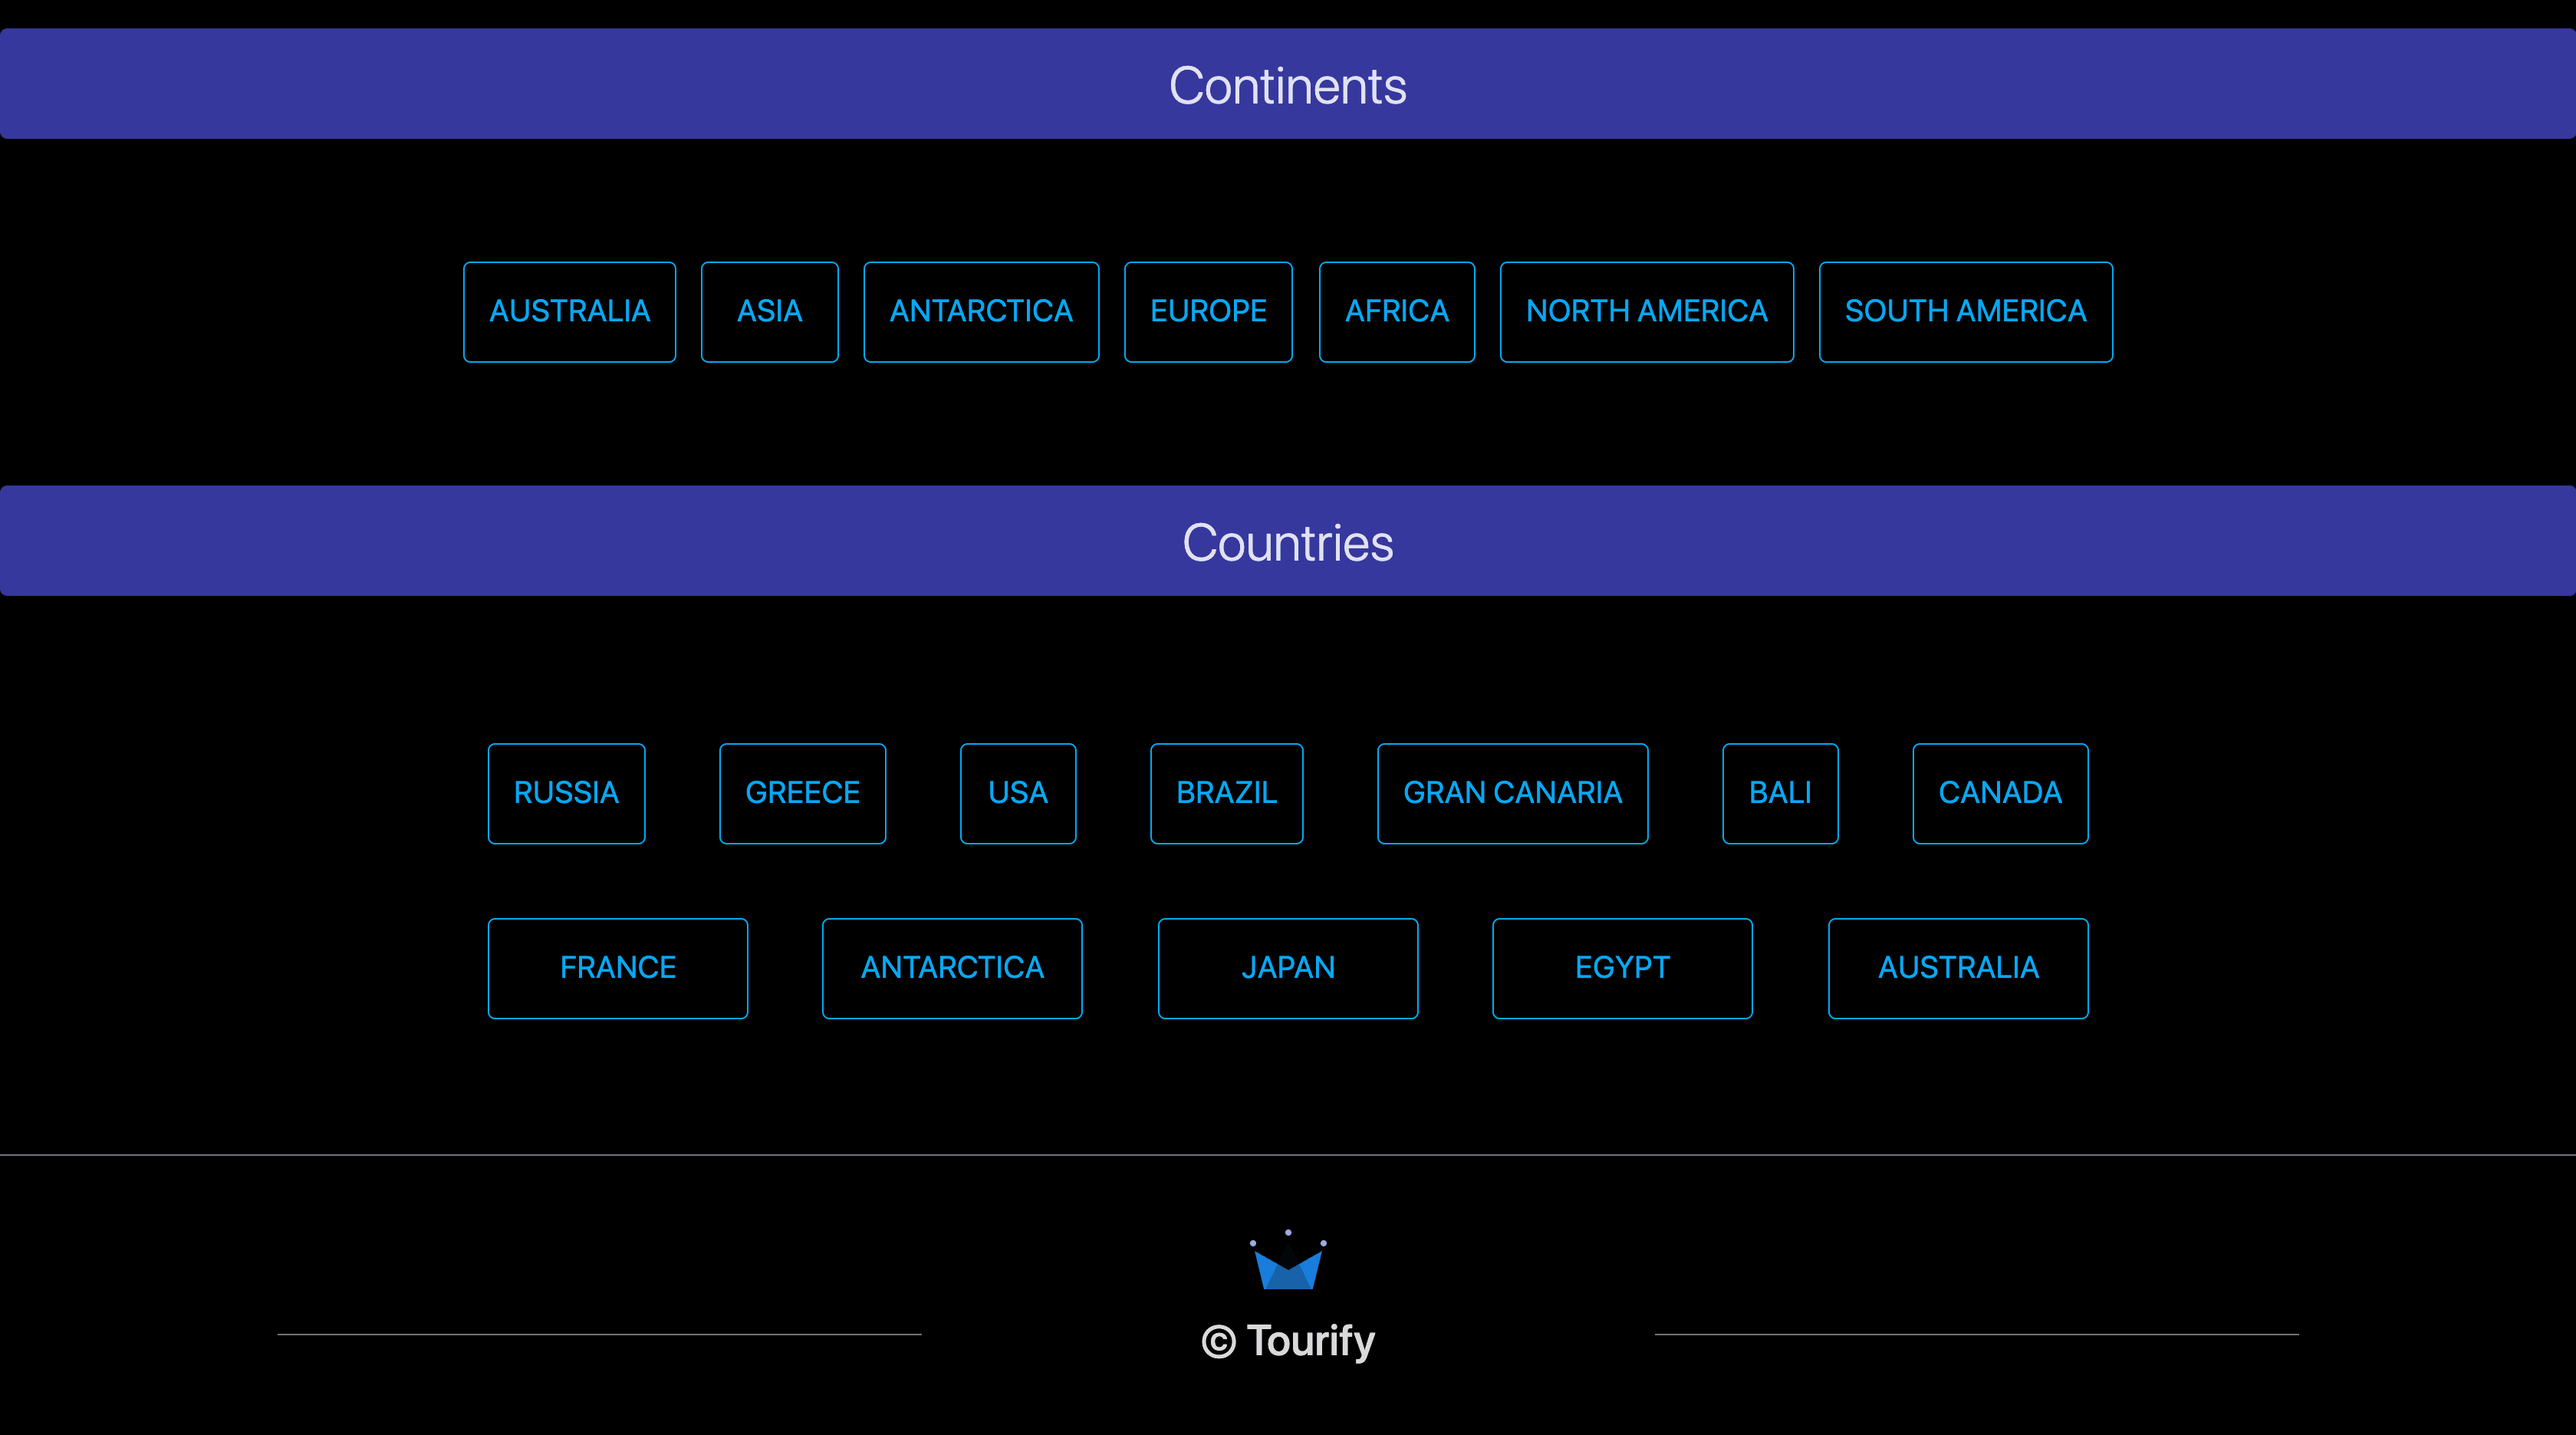 Continents
AUSTRALIA ASIA ANTARCTICA EUROPE AFRICA NORTH AMERICA SOUTH AMERICA
Countries
RUSSIA GREECE USA BRAZIL GRAN CANARIA BALI CANADA
FRANCE ANTARCTICA JAPAN EGYPT AUSTRALIA
© Tourify